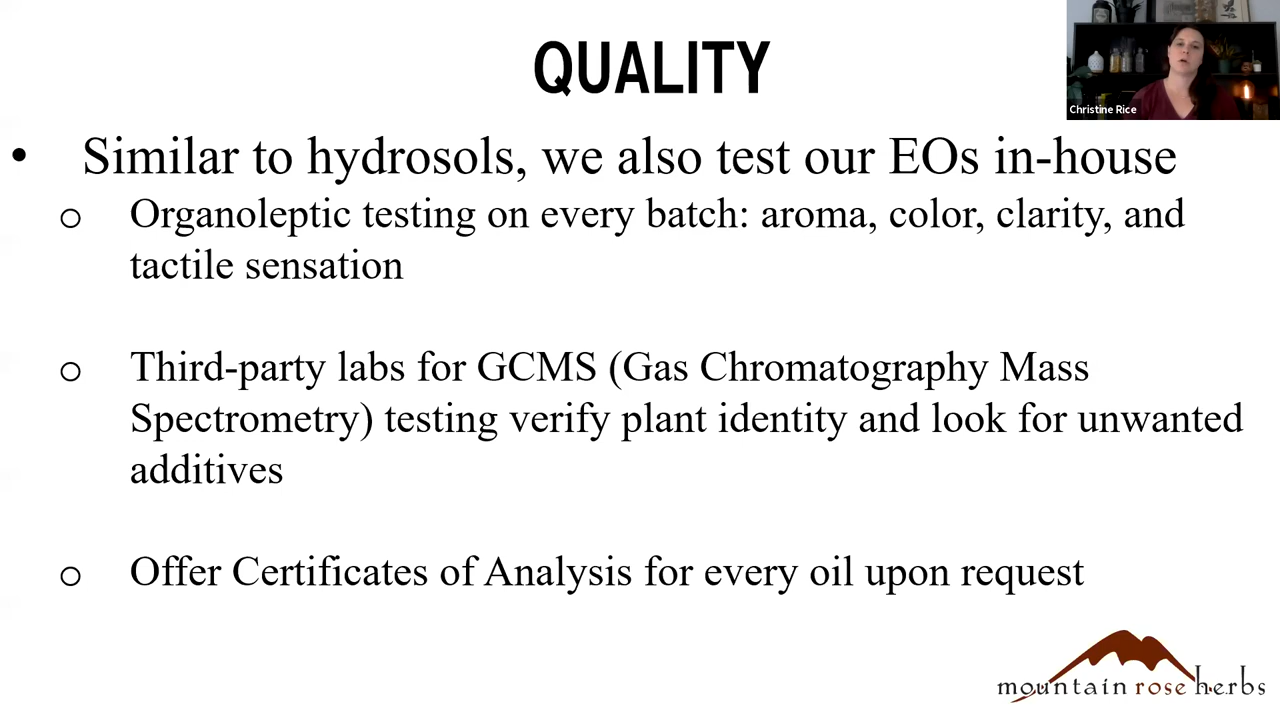 QUALITY
Christine Rice
• Similar to hydrosols, we also test our EOs in-house
o Organoleptic testing on every batch: aroma, color, clarity, and
tactile sensation
o Third-party labs for GCMS (Gas Chromatography Mass
Spectrometry) testing verify plant identity and look for unwanted
additives
o Offer Certificates of Analysis for every oil upon request
mountain rose herbs